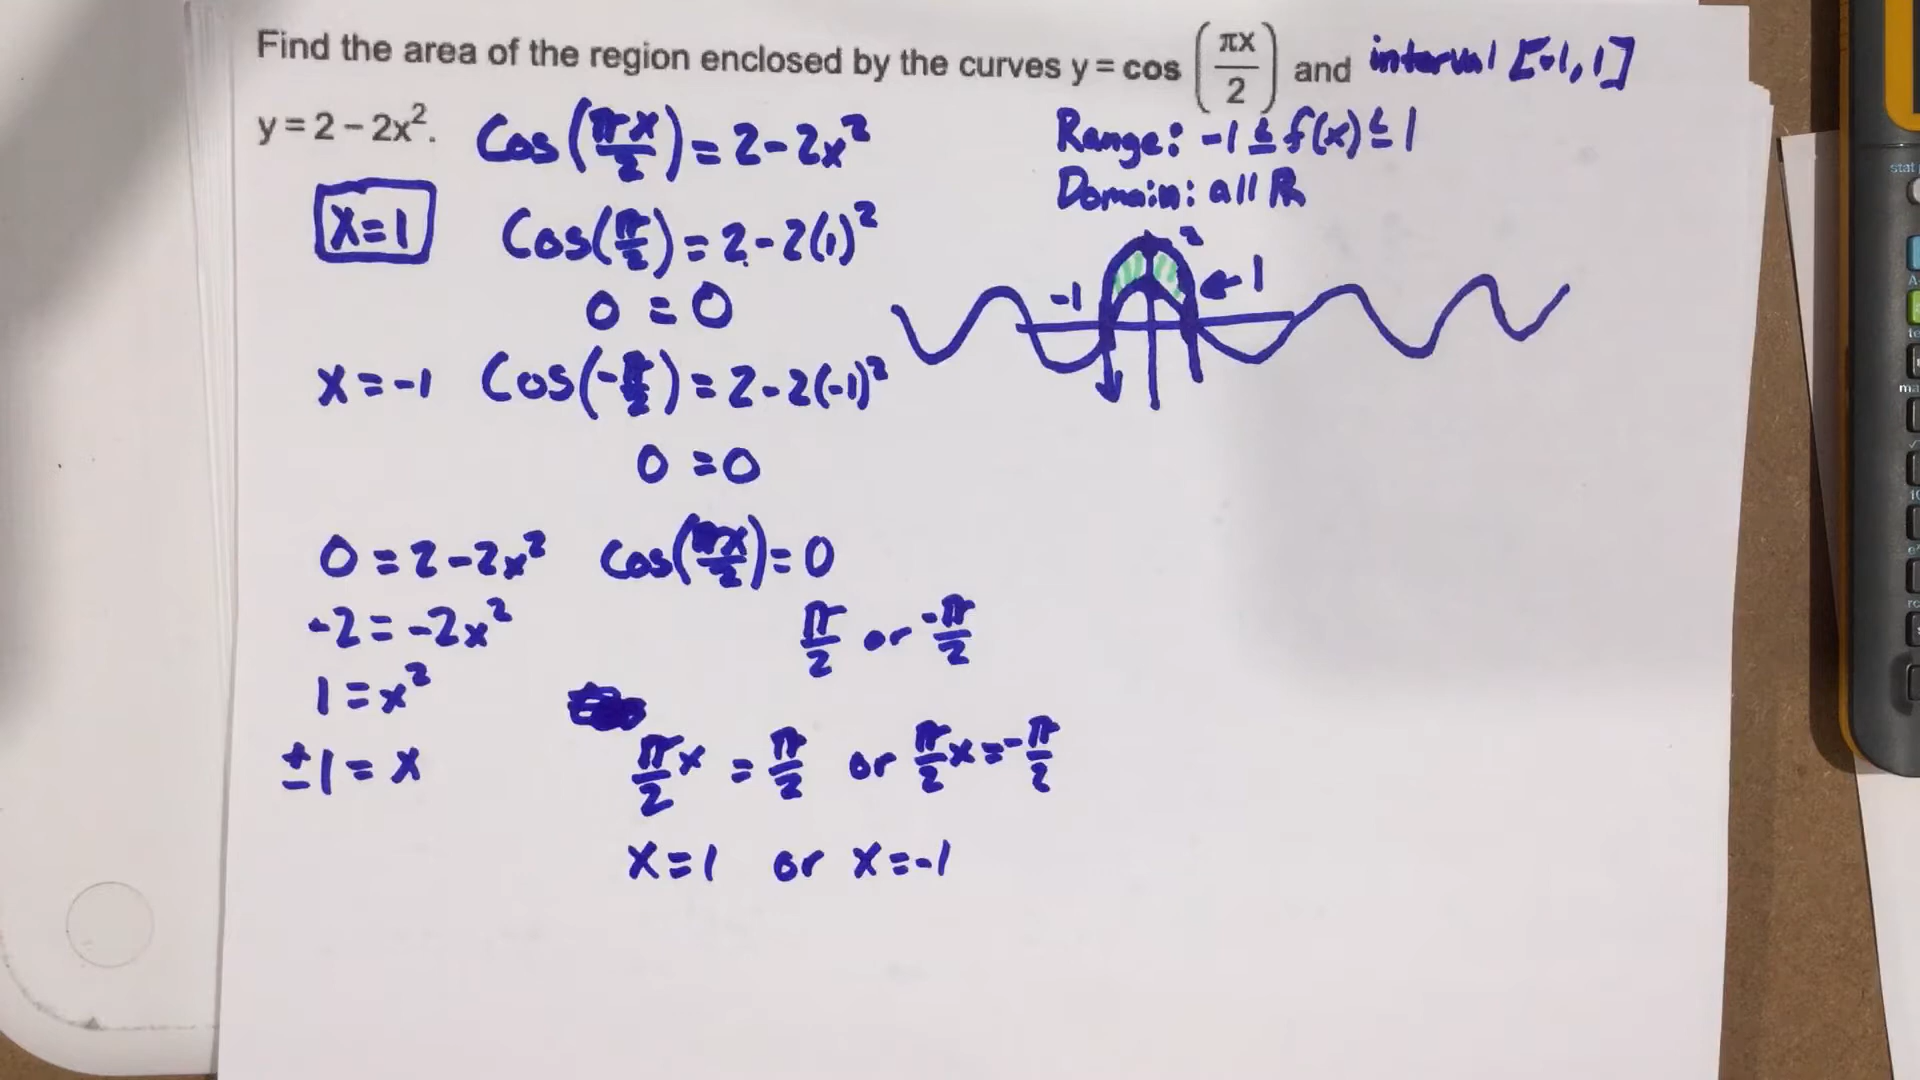 Find the area of the region enclosed by the curves y = cos (πx/2) and interval [-1, 1]
y = 2 − 2x².
Cos(πx/2) = 2 - 2x²
Range: -1 ≤ f(x) ≤ 1
Domain: all ℝ
x=1
Cos(π/2) = 2 - 2(1)²
0 = 0
2
-1
← 1
x = -1 Cos(-π/2) = 2 - 2(-1)²
0 = 0
0 = 2 - 2x² Cos(πx/2) = 0
-2 = -2x²
π/2 or -π/2
1 = x²
π/2 x = π/2 or π/2 x = -π/2
±1 = x
x = 1 or x = -1
stat